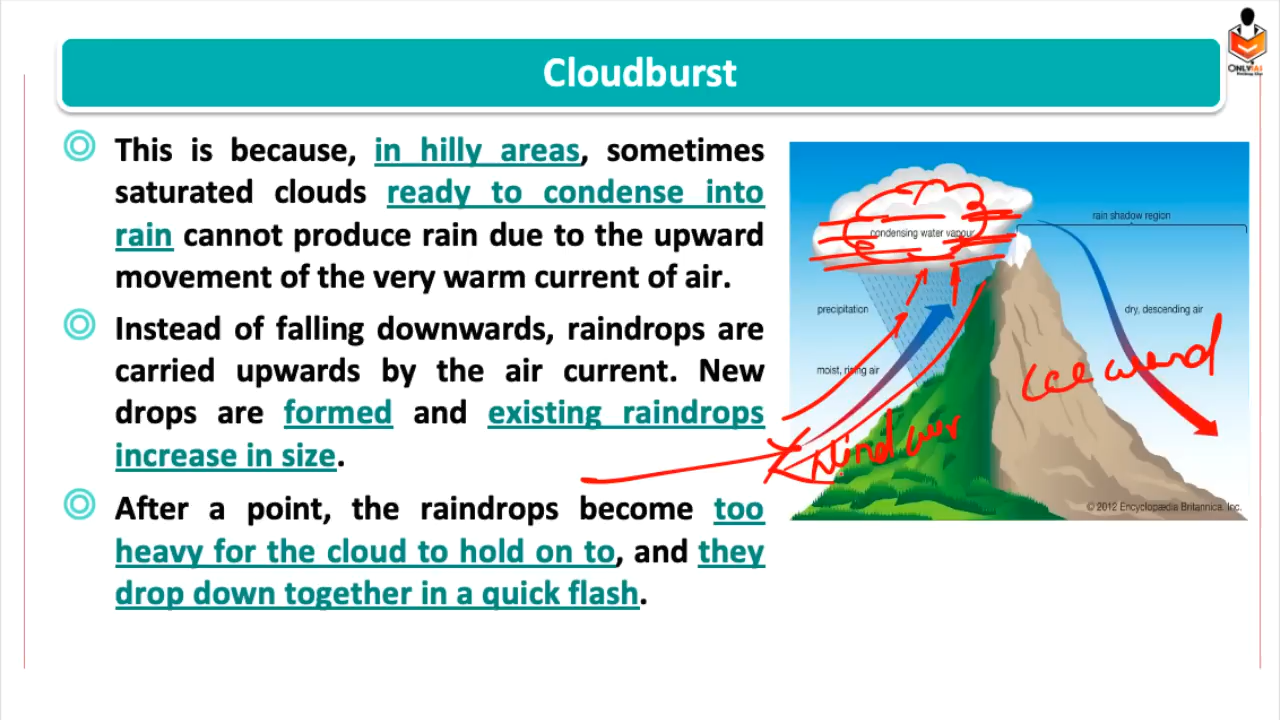 Cloudburst
ONLYIAS
This is because, in hilly areas, sometimes
saturated clouds ready to condense into
rain cannot produce rain due to the upward
movement of the very warm current of air.
Instead of falling downwards, raindrops are
carried upwards by the air current. New
drops are formed and existing raindrops
increase in size.
After a point, the raindrops become too
heavy for the cloud to hold on to, and they
drop down together in a quick flash.
rain shadow region
condensing water vapour
precipitation
dry, descending air
moist, rising air
Leeward
Wind
© 2012 Encyclopædia Britannica, Inc.